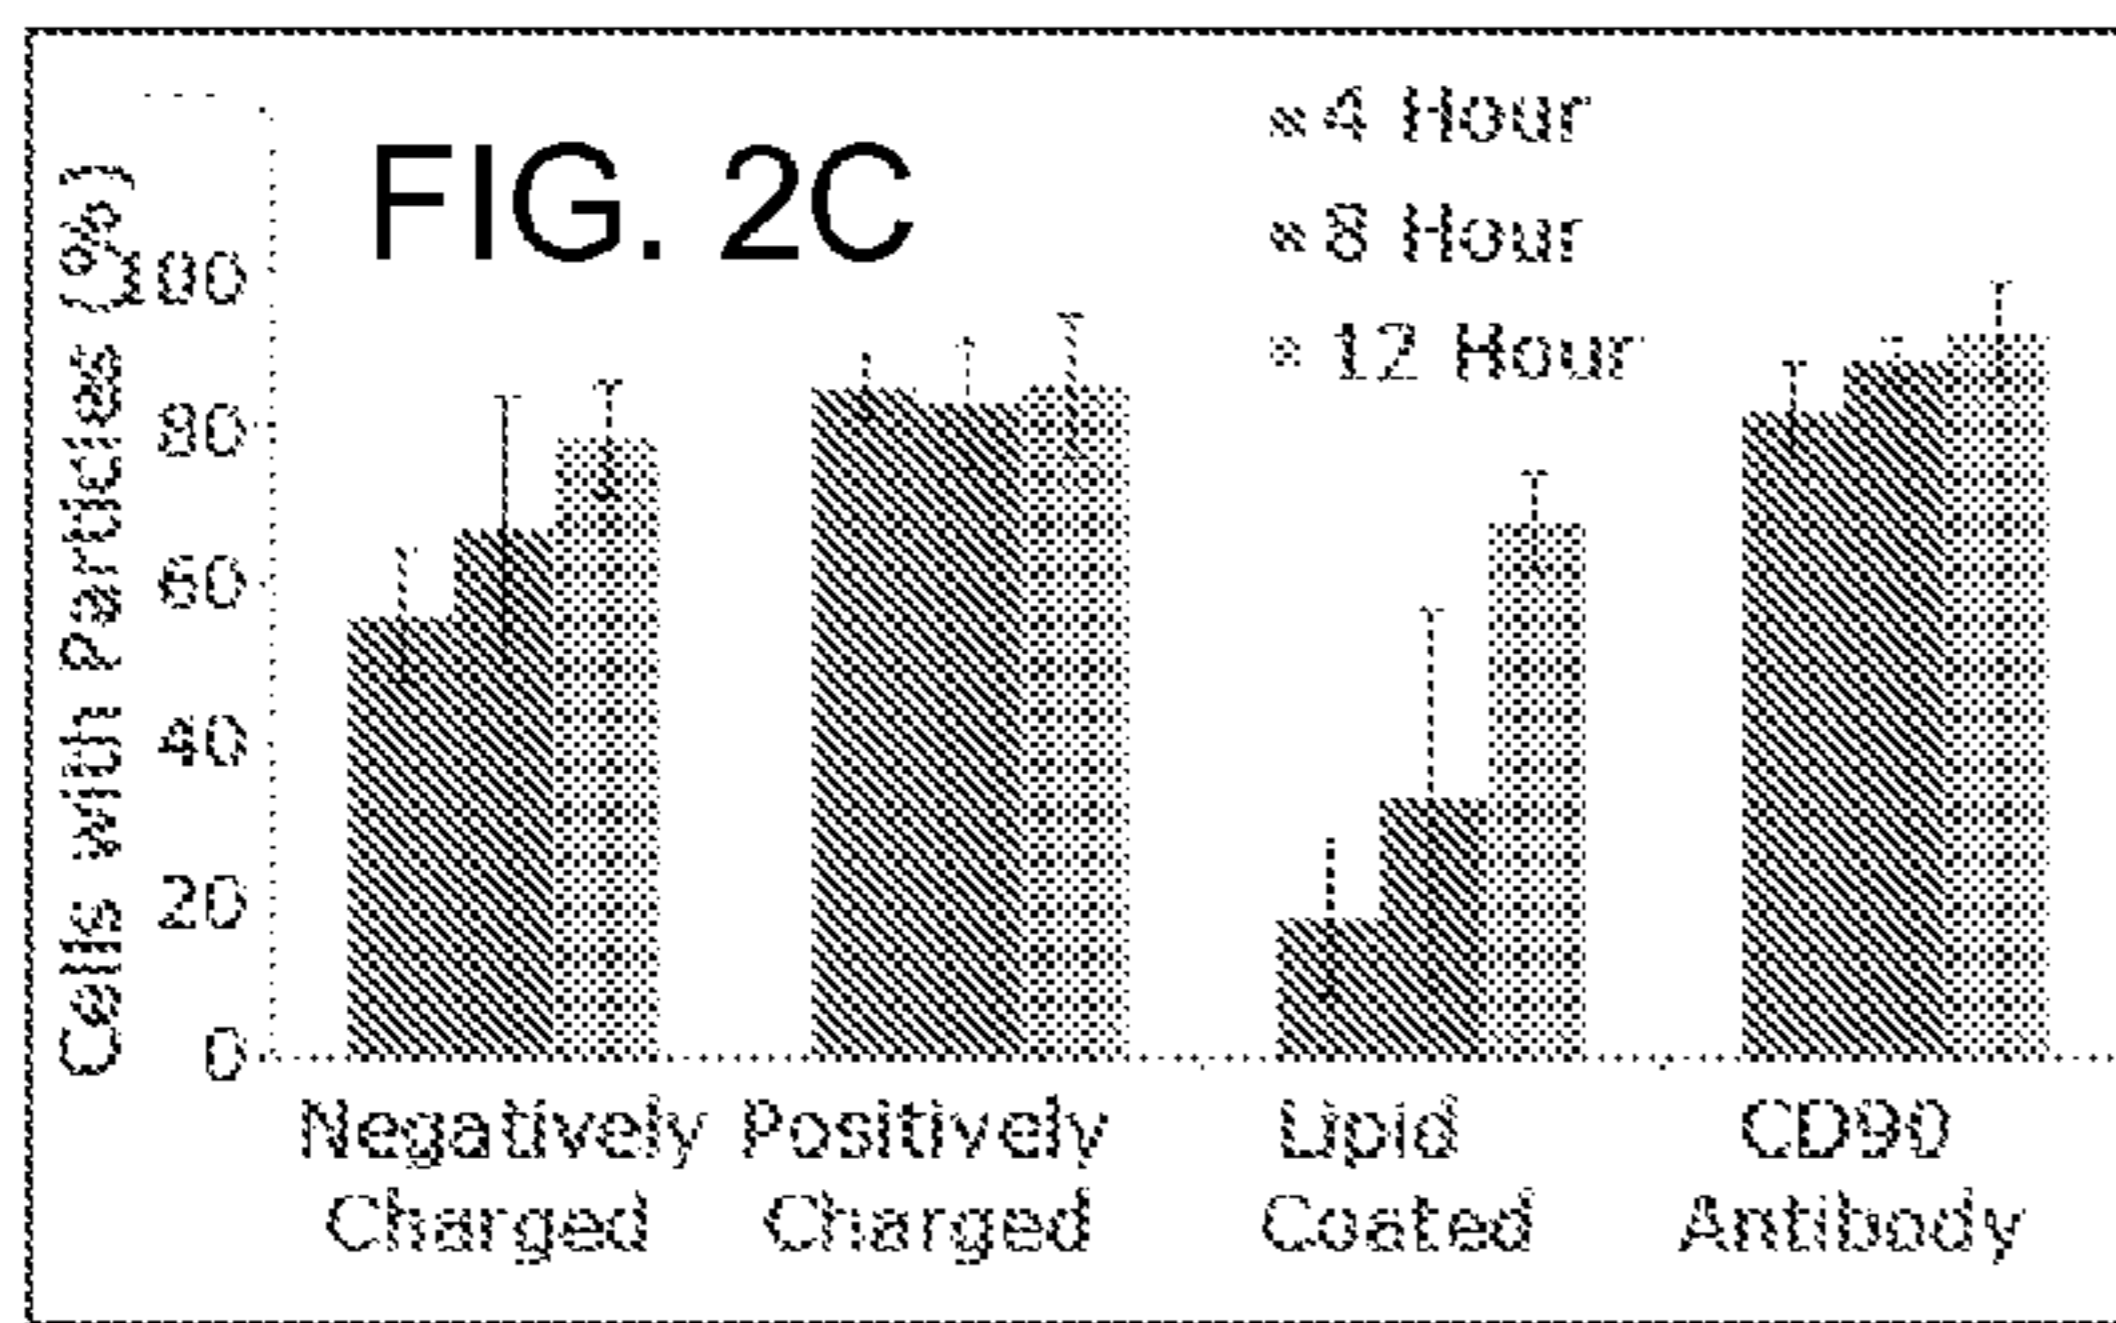 FIG. 2C
4 Hour
8 Hour
12 Hour
Cells with Particles (%)
100
80
60
40
20
0
Negatively Charged
Positively Charged
Lipid Coated
CD90 Antibody